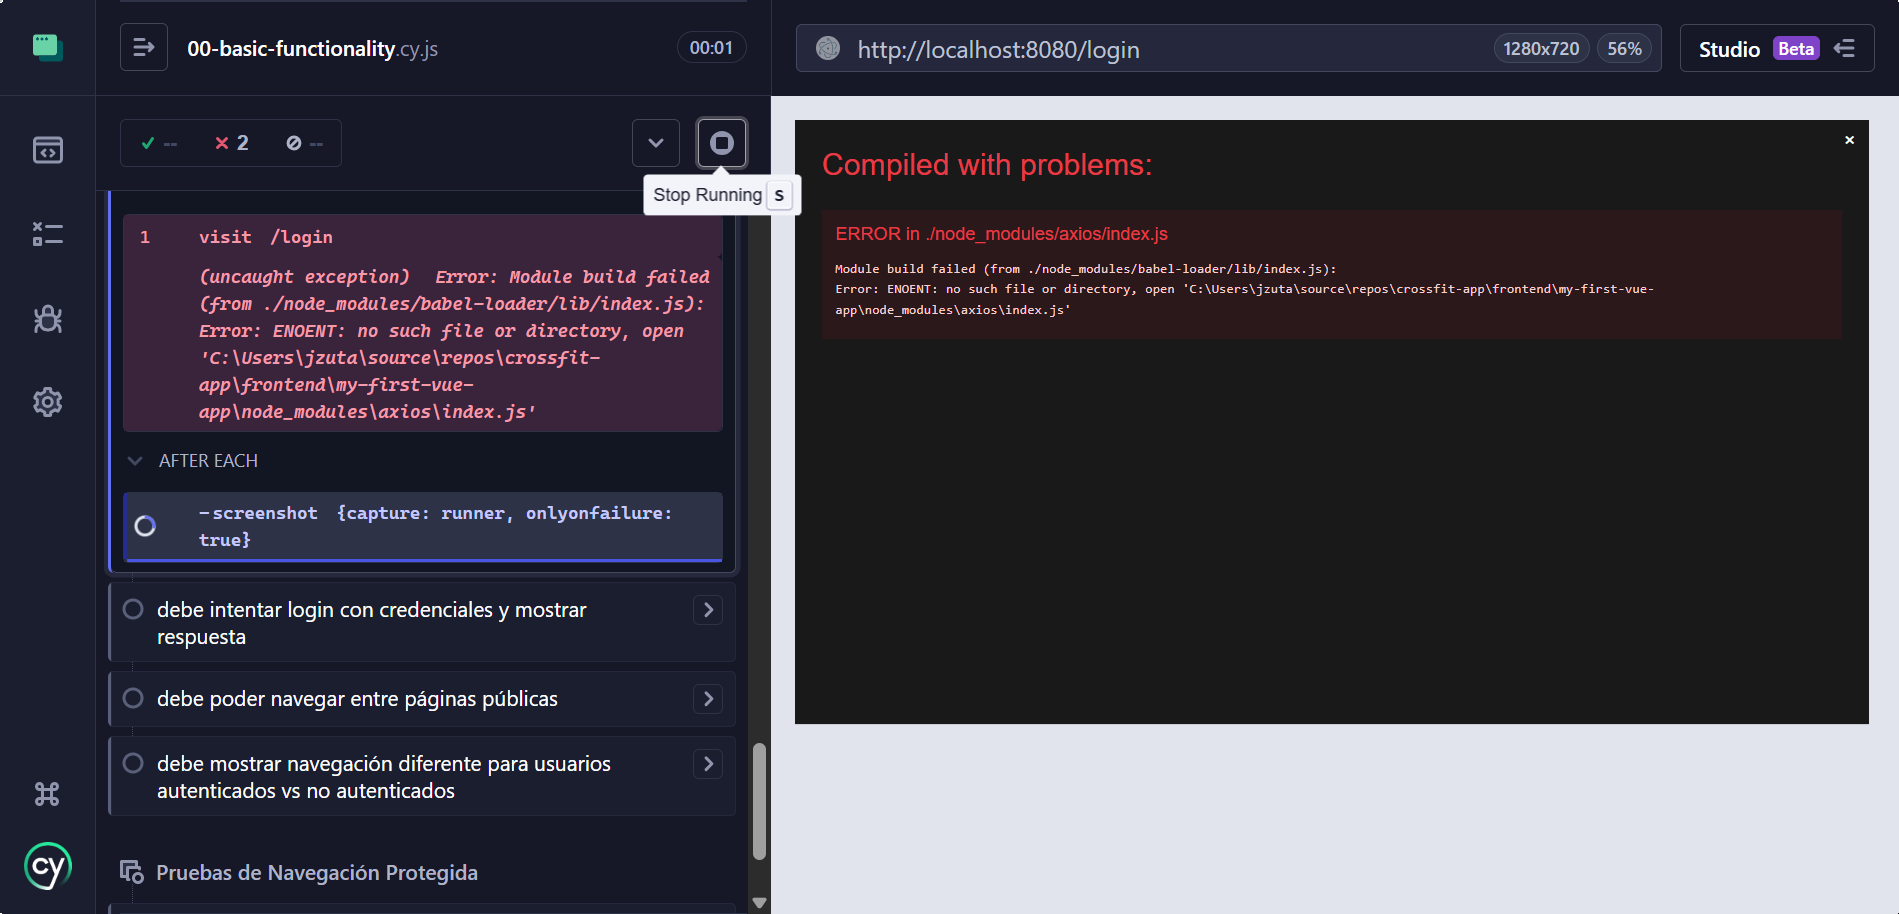 00-basic-functionality.cy.js
00:01
-- 2 --
Stop Running S
1 visit /login
(uncaught exception) Error: Module build failed
(from ./node_modules/babel-loader/lib/index.js):
Error: ENOENT: no such file or directory, open
'C:\Users\jzuta\source\repos\crossfit-
app\frontend\my-first-vue-
app\node_modules\axios\index.js'
AFTER EACH
-screenshot {capture: runner, onlyonfailure:
true}
debe intentar login con credenciales y mostrar
respuesta
debe poder navegar entre páginas públicas
debe mostrar navegación diferente para usuarios
autenticados vs no autenticados
Pruebas de Navegación Protegida
cy
http://localhost:8080/login
1280x720
56%
Studio Beta
Compiled with problems:
×
ERROR in ./node_modules/axios/index.js
Module build failed (from ./node_modules/babel-loader/lib/index.js):
Error: ENOENT: no such file or directory, open 'C:\Users\jzuta\source\repos\crossfit-app\frontend\my-first-vue-
app\node_modules\axios\index.js'